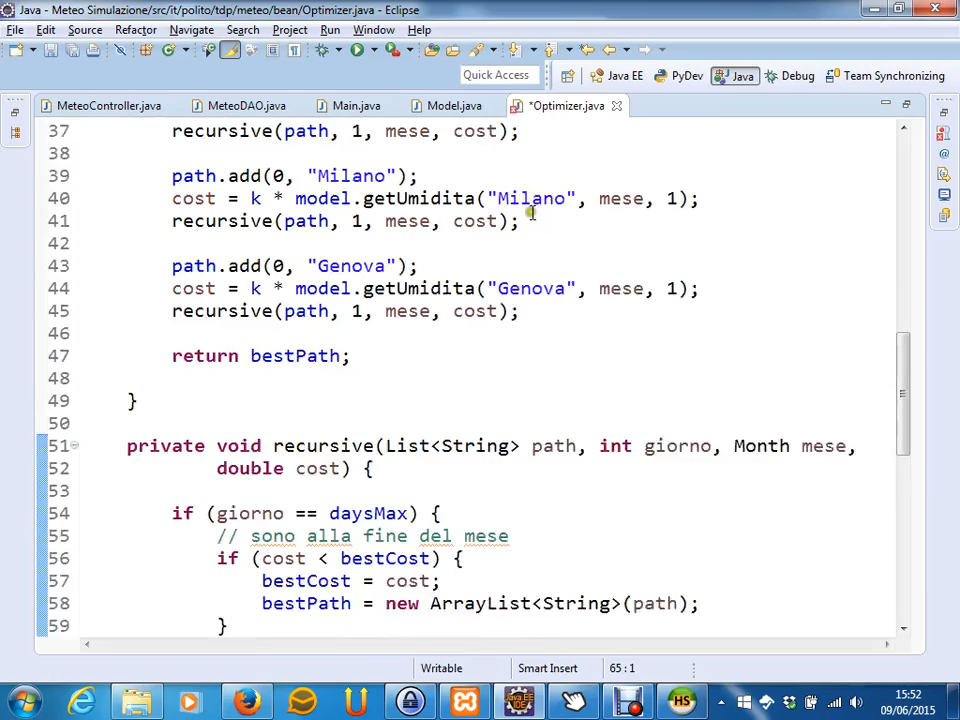 Java - Meteo Simulazione/src/it/polito/tdp/meteo/bean/Optimizer.java - Eclipse
File Edit Source Refactor Navigate Search Project Run Window Help
Quick Access Java EE PyDev Java Debug Team Synchronizing
MeteoController.java MeteoDAO.java Main.java Model.java *Optimizer.java
37 recursive(path, 1, mese, cost);
38
39 path.add(0, "Milano");
40 cost = k * model.getUmidita("Milano", mese, 1);
41 recursive(path, 1, mese, cost);
42
43 path.add(0, "Genova");
44 cost = k * model.getUmidita("Genova", mese, 1);
45 recursive(path, 1, mese, cost);
46
47 return bestPath;
48
49 }
50
51 private void recursive(List<String> path, int giorno, Month mese,
52 double cost) {
53
54 if (giorno == daysMax) {
55 // sono alla fine del mese
56 if (cost < bestCost) {
57 bestCost = cost;
58 bestPath = new ArrayList<String>(path);
59 }
Writable Smart Insert 65 : 1
15:52
09/06/2015